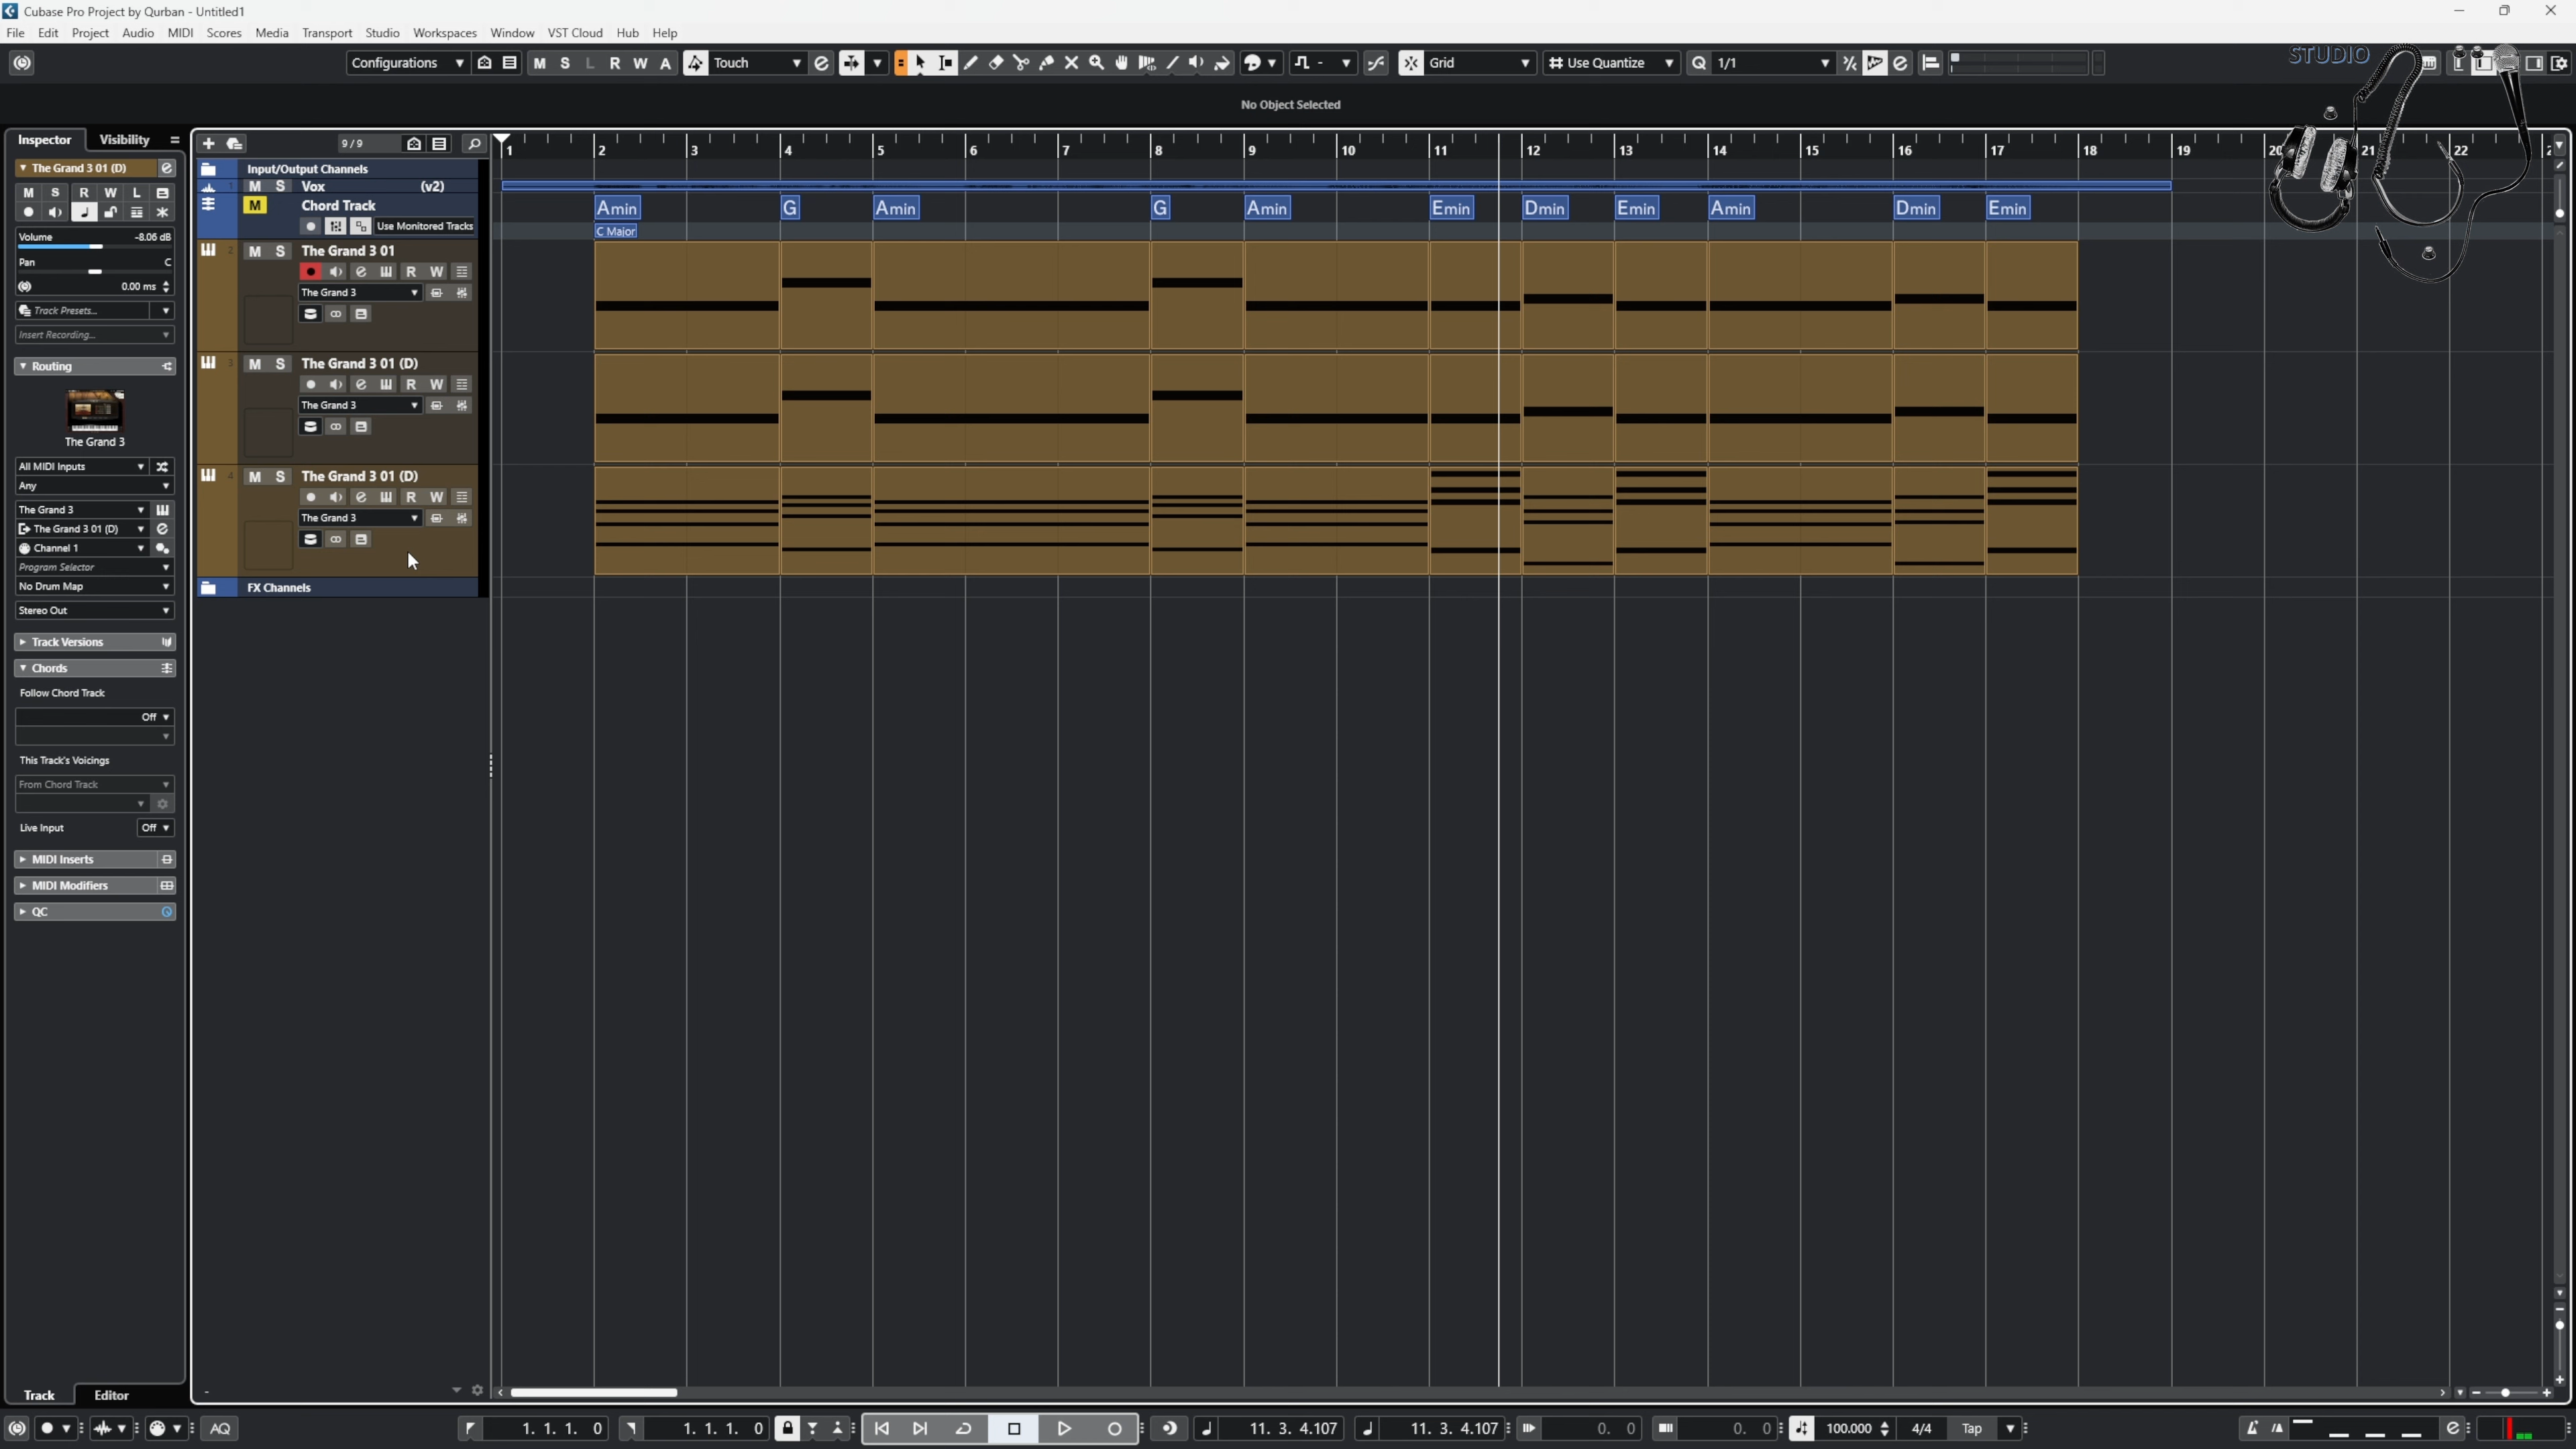 Cubase Pro Project by Qurban - Untitled1
File Edit Project Audio MIDI Scores Media Transport Studio Workspaces Window VST Cloud Hub Help
Configurations M S L R W A Touch Grid Use Quantize Q 1/1
STUDIO
No Object Selected
Inspector Visibility
9/9
1 2 3 4 5 6 7 8 9 10 11 12 13 14 15 16 17 18 19 20 21 22
The Grand 3 01 (D)
M S R W L
Volume -8.06 dB
Pan C
0.00 ms
Track Presets...
Insert Recording...
Routing
The Grand 3
All MIDI Inputs
Any
The Grand 3
The Grand 3 01 (D)
Channel 1
Program Selector
No Drum Map
Stereo Out
Track Versions
Chords
Follow Chord Track
Off
This Track's Voicings
From Chord Track
Live Input Off
MIDI Inserts
MIDI Modifiers
QC
Track Editor
Input/Output Channels
1 M S Vox (v2)
M Chord Track
Use Monitored Tracks
Amin G Amin G Amin Emin Dmin Emin Amin Dmin Emin
C Major
2 M S The Grand 3 01
R W
The Grand 3
3 M S The Grand 3 01 (D)
R W
The Grand 3
4 M S The Grand 3 01 (D)
R W
The Grand 3
FX Channels
AQ 1. 1. 1. 0 1. 1. 1. 0 11. 3. 4.107 11. 3. 4.107 0. 0 0. 0 100.000 4/4 Tap